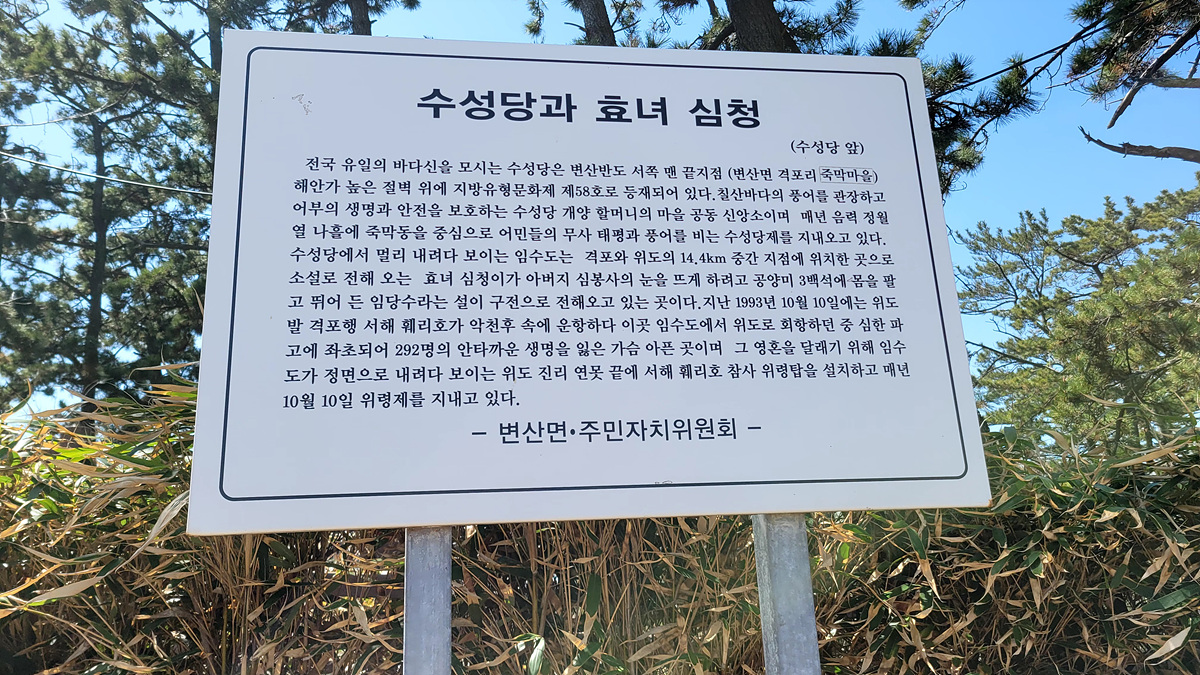 수성당과 효녀 심청
(수성당 앞)
전국 유일의 바다신을 모시는 수성당은 변산반도 서쪽 맨 끝지점 (변산면 격포리 죽막마을)
해안가 높은 절벽 위에 지방유형문화제 제58호로 등재되어 있다. 칠산바다의 풍어를 관장하고
어부의 생명과 안전을 보호하는 수성당 개양 할머니의 마을 공동 신앙소이며 매년 음력 정월
열 나흘에 죽막동을 중심으로 어민들의 무사 태평과 풍어를 비는 수성당제를 지내오고 있다.
수성당에서 멀리 내려다 보이는 임수도는 격포와 위도의 14.4km 중간 지점에 위치한 곳으로
소설로 전해 오는 효녀 심청이가 아버지 심봉사의 눈을 뜨게 하려고 공양미 3백석에 몸을 팔
고 뛰어 든 임당수라는 설이 구전으로 전해오고 있는 곳이다. 지난 1993년 10월 10일에는 위도
발 격포행 서해 훼리호가 악천후 속에 운항하다 이곳 임수도에서 위도로 회항하던 중 심한 파
고에 좌초되어 292명의 안타까운 생명을 잃은 가슴 아픈 곳이며 그 영혼을 달래기 위해 임수
도가 정면으로 내려다 보이는 위도 진리 연못 끝에 서해 훼리호 참사 위령탑을 설치하고 매년
10월 10일 위령제를 지내고 있다.
– 변산면·주민자치위원회 –